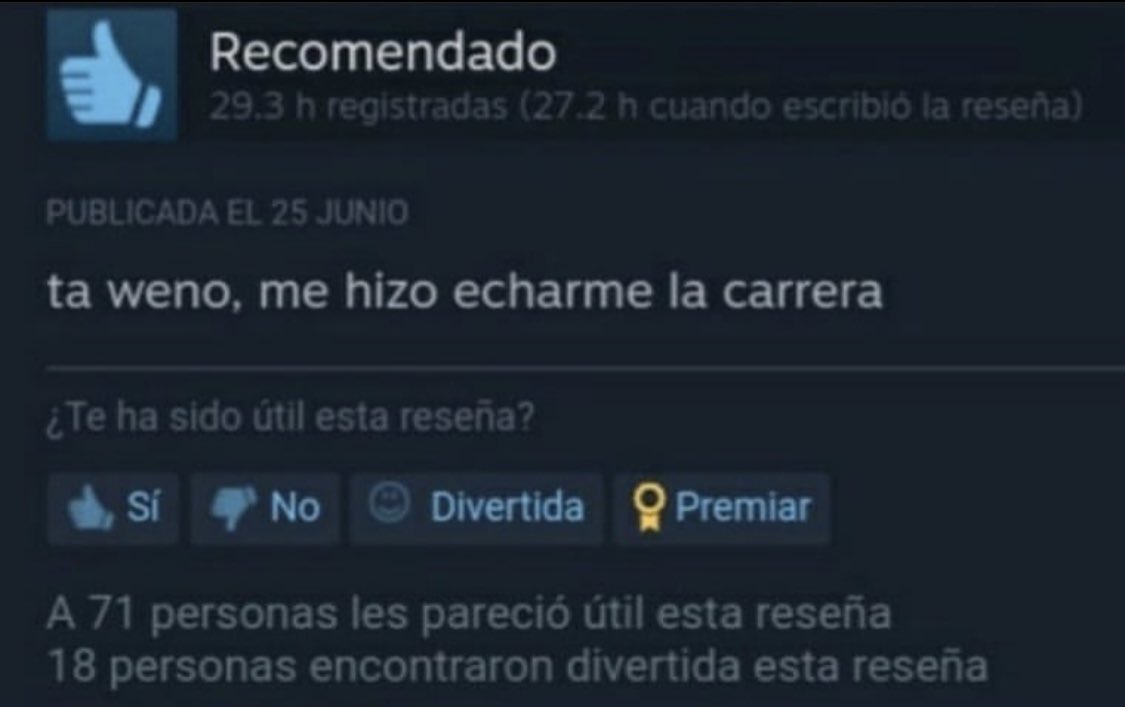 Recomendado
29.3 h registradas (27.2 h cuando escribió la reseña)
PUBLICADA EL 25 JUNIO
ta weno, me hizo echarme la carrera
¿Te ha sido útil esta reseña?
Sí No Divertida Premiar
A 71 personas les pareció útil esta reseña
18 personas encontraron divertida esta reseña